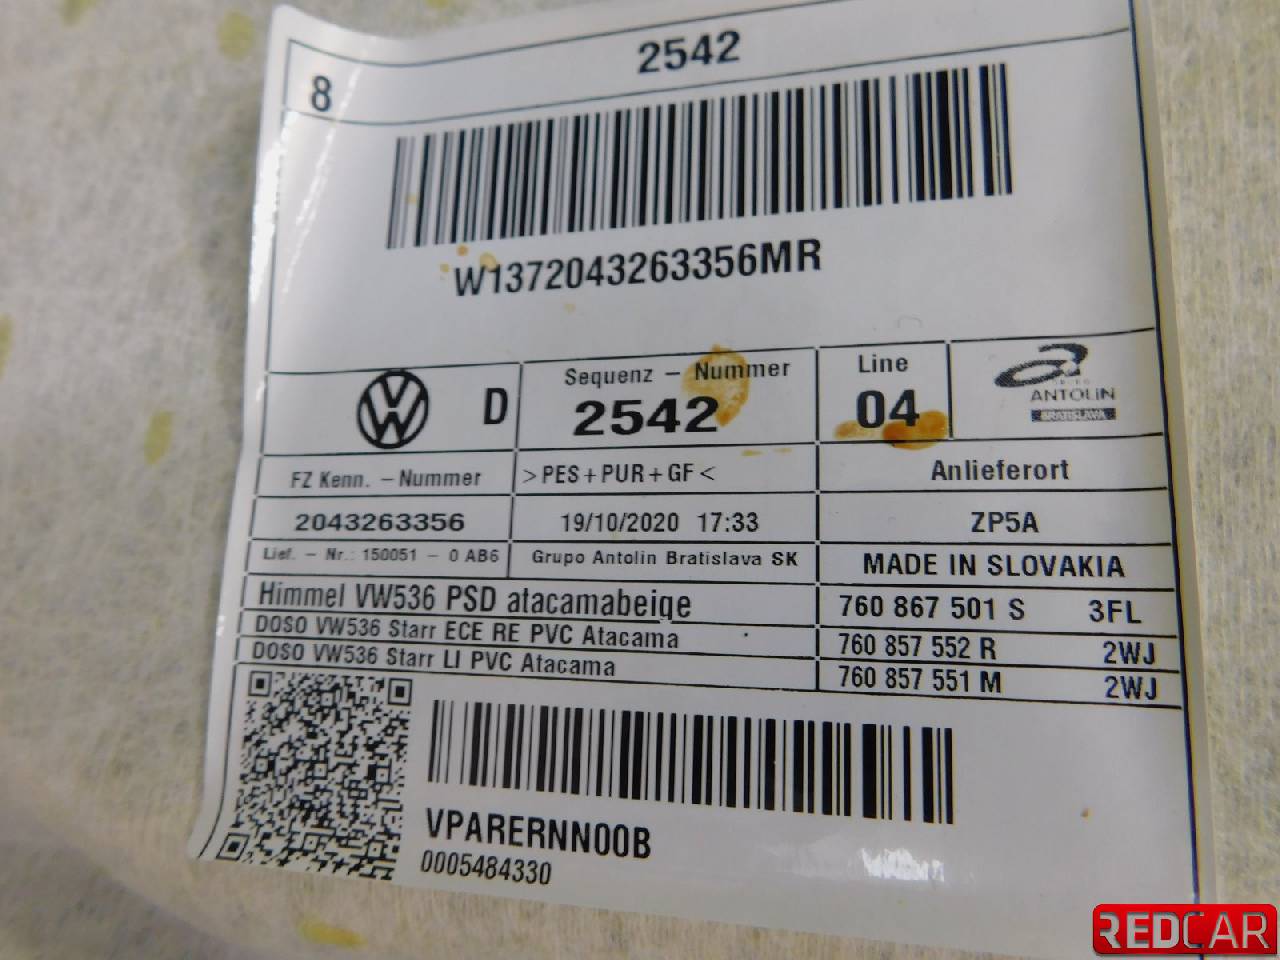 2542
8
W1372043263356MR
VW
D
Sequenz - Nummer
2542
Line
04
GRUPO
ANTOLIN
BRATISLAVA
FZ Kenn. - Nummer
>PES+PUR+GF<
Anlieferort
2043263356
19/10/2020 17:33
ZP5A
Lief. - Nr.: 150051 - 0 AB6
Grupo Antolin Bratislava SK
MADE IN SLOVAKIA
Himmel VW536 PSD atacamabeige
760 867 501 S 3FL
DOSO VW536 Starr ECE RE PVC Atacama
760 857 552 R 2WJ
DOSO VW536 Starr LI PVC Atacama
760 857 551 M 2WJ
VPARERNN00B
0005484330
REDCAR